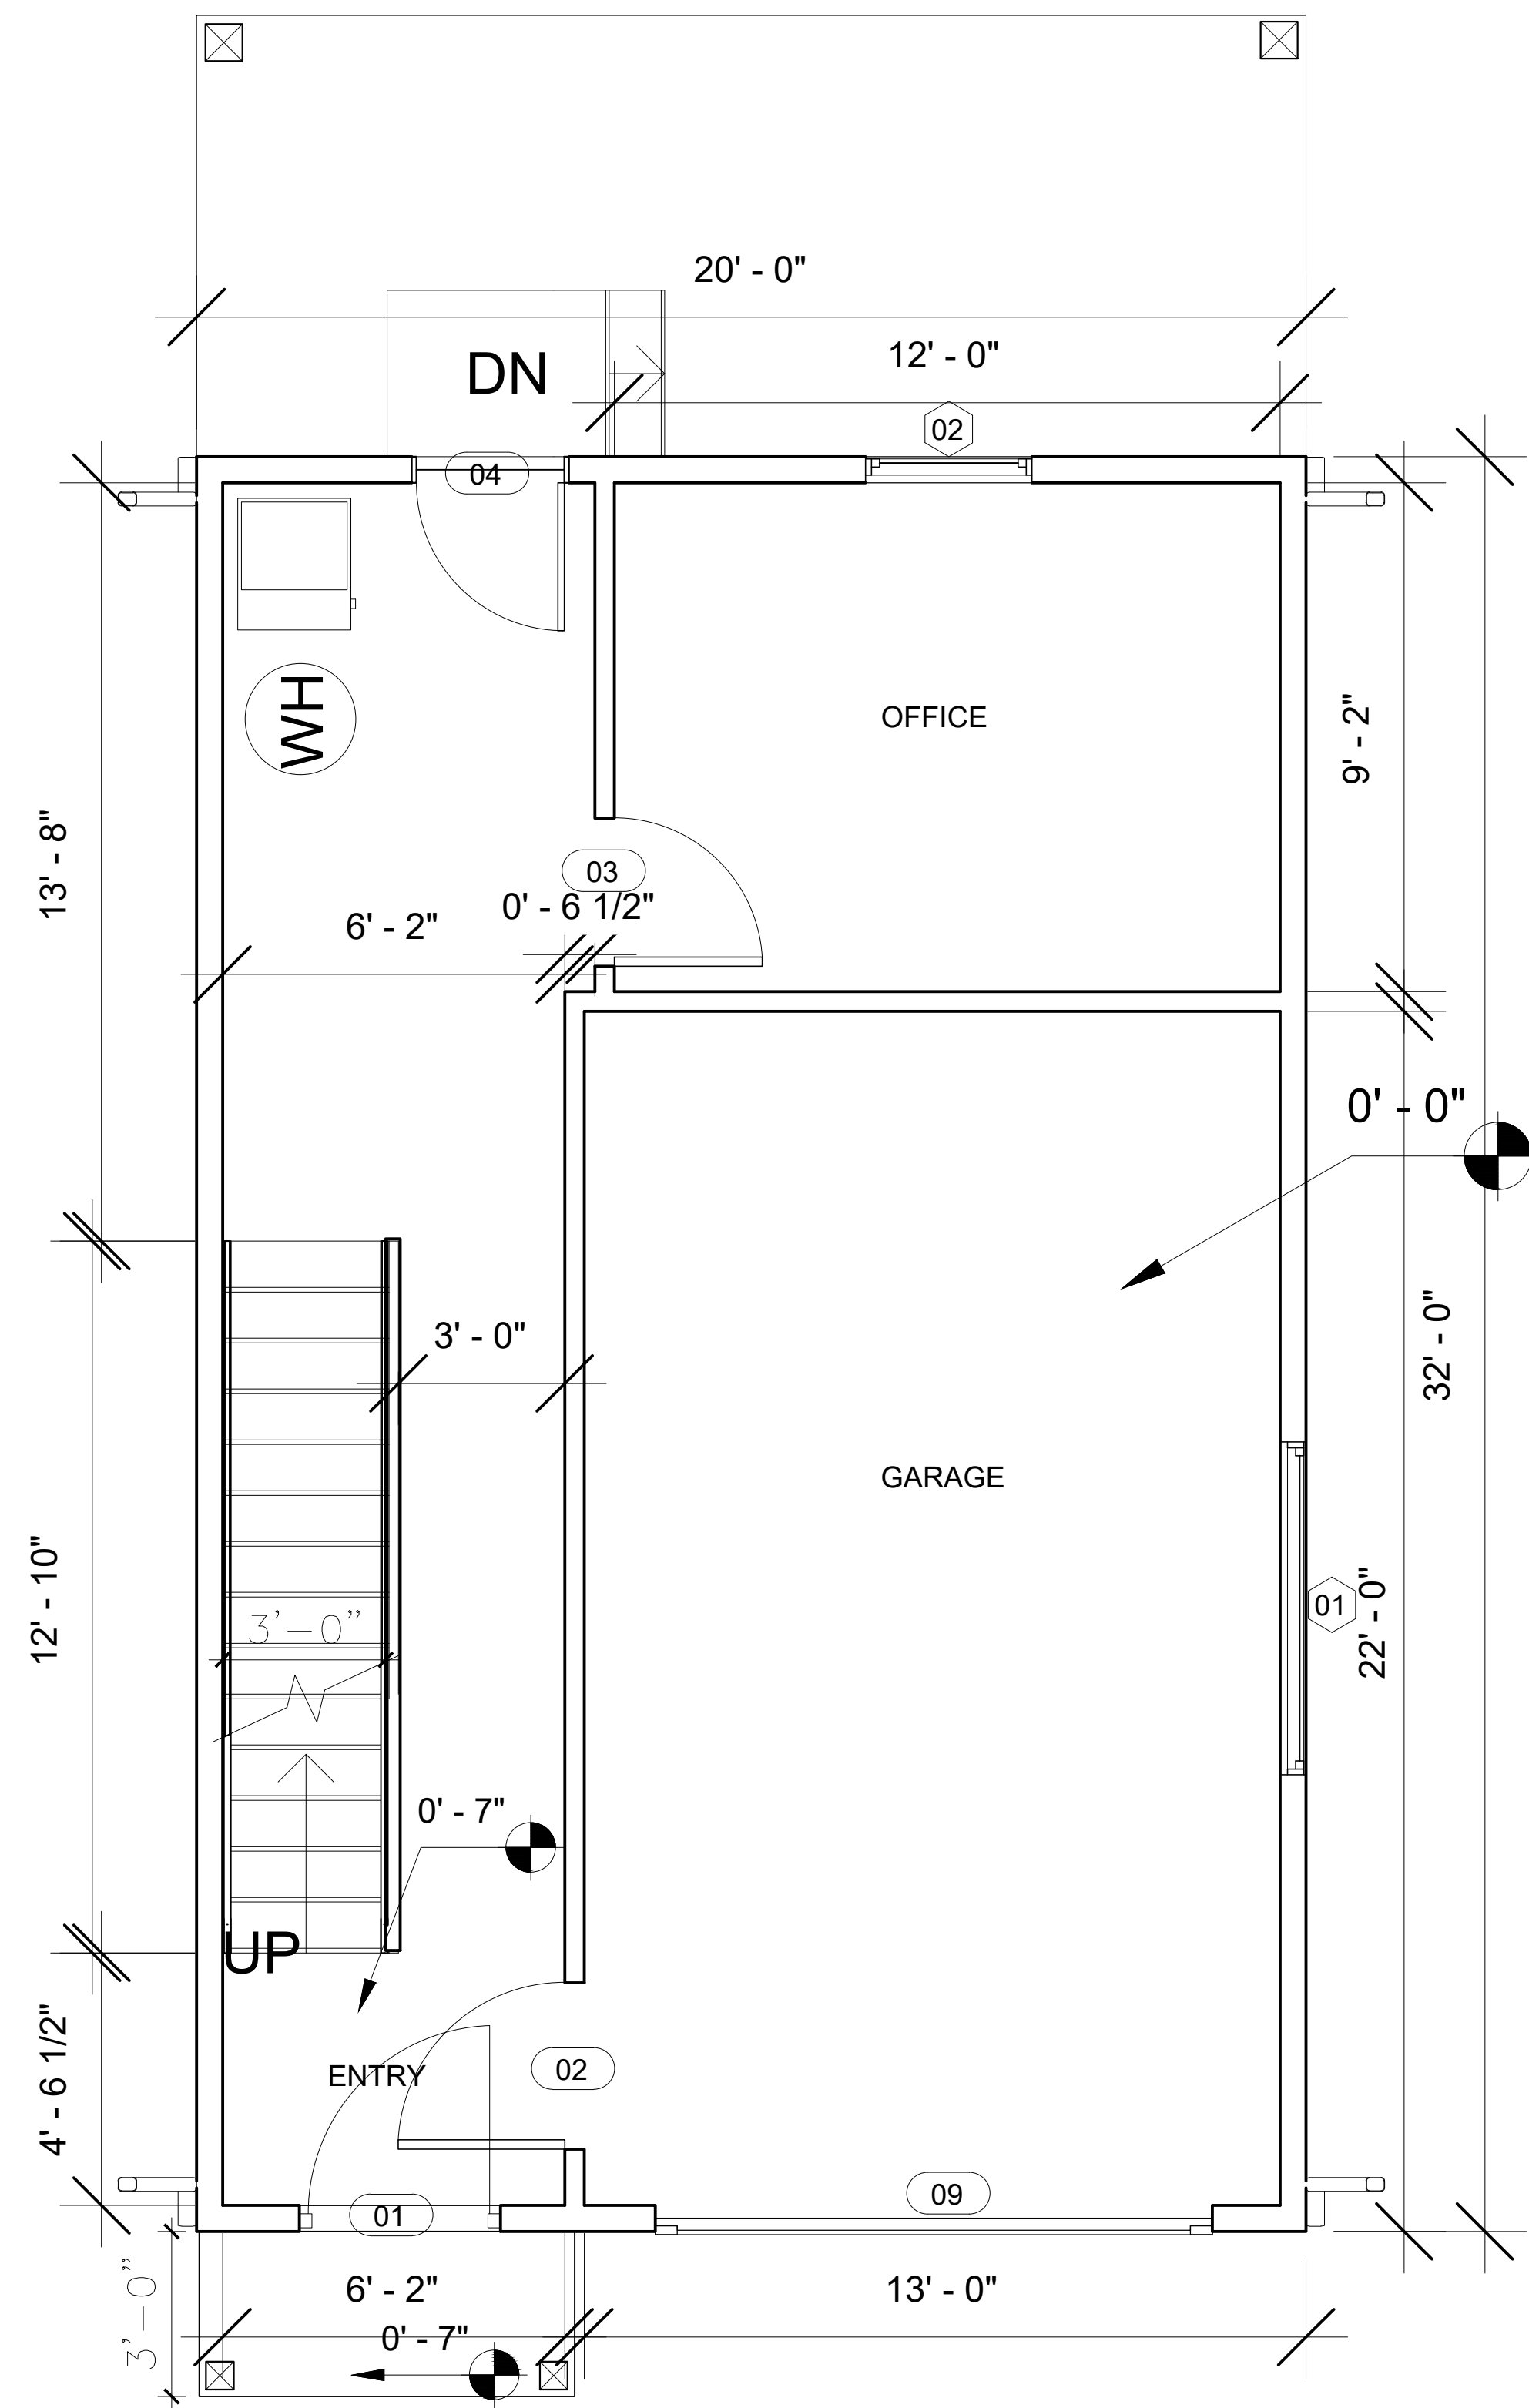 20' - 0"
12' - 0"
DN
02
04
OFFICE
WH
9' - 2"
13' - 8"
03
0' - 6 1/2"
6' - 2"
0' - 0"
3' - 0"
32' - 0"
GARAGE
12' - 10"
01
22' - 0"
3'-0"
0' - 7"
UP
4' - 6 1/2"
ENTRY
02
09
01
3'-0"
6' - 2"
13' - 0"
0' - 7"